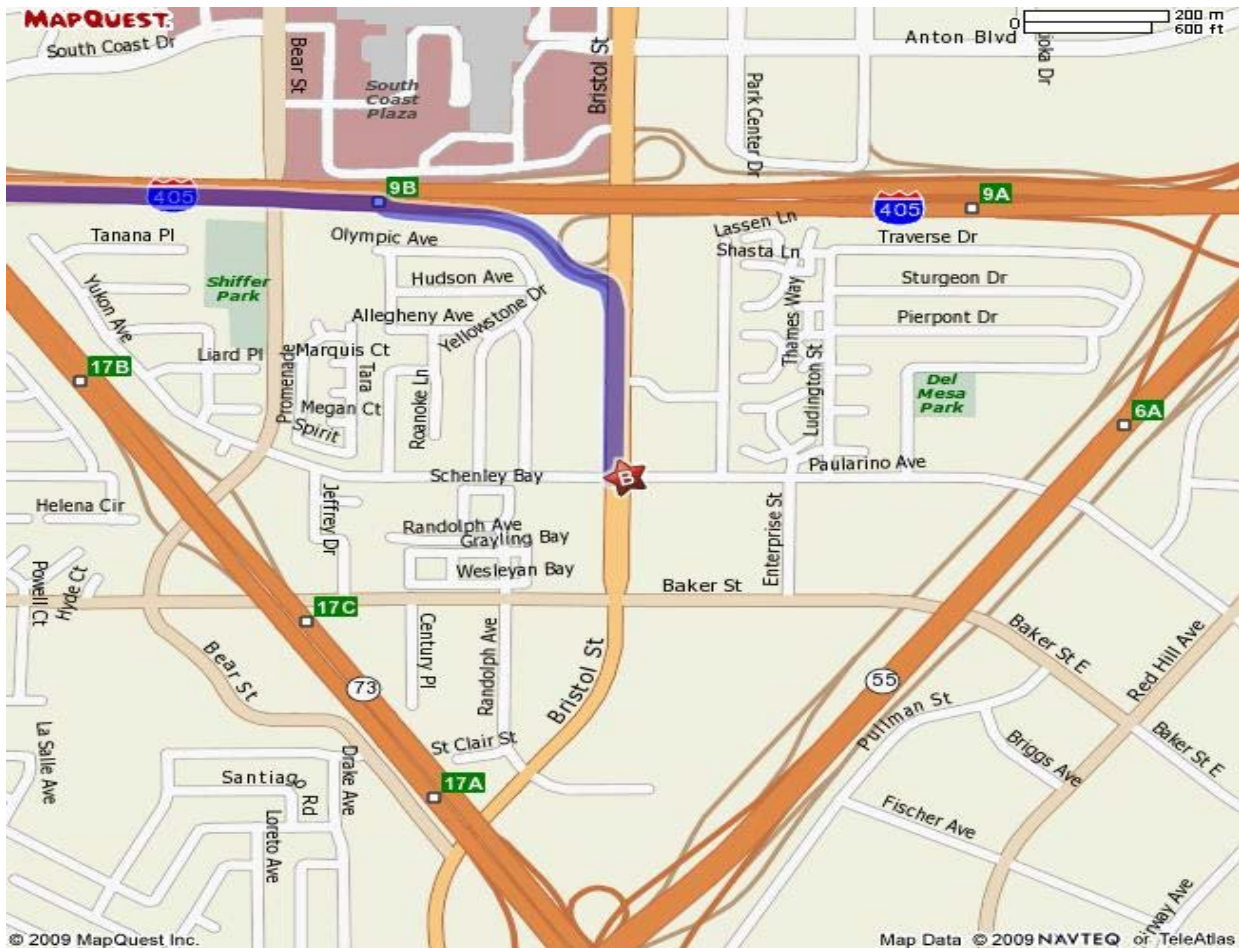 MAPQUEST.
200 m
0
600 ft
South Coast Dr
Bear St
South
Coast
Plaza
Bristol St
Anton Blvd
Park Center Dr
405
9B
405
9A
Tanana Pl
Olympic Ave
Lassen Ln
Shasta Ln
Traverse Dr
Shiffer
Park
Hudson Ave
Sturgeon Dr
Yukon Ave
Allegheny Ave
Yellowstone Dr
Thames Way
Pierpont Dr
17B
Liard Pl
Promenede
Marquis Ct
Tara
Roanoke Ln
Ludington St
Del
Mesa
Park
6A
Megan Ct
Spirit
Schenley Bay
B
Paularino Ave
Helena Cir
Jeffrey Dr
Randolph Ave
Grayling Bay
Wesleyan Bay
Enterprise St
Baker St
Powell Ct
Hyde Ct
17C
Century Pl
Randolph Ave
Bristol St
Bear St
73
55
Baker St E
Red Hill Ave
Pullman St
La Salle Ave
St Clair St
Briggs Ave
Baker St E
Drake Ave
Santiago Rd
17A
Loreto Ave
Fischer Ave
© 2009 MapQuest Inc.
Map Data © 2009 NAVTEQ or TeleAtlas